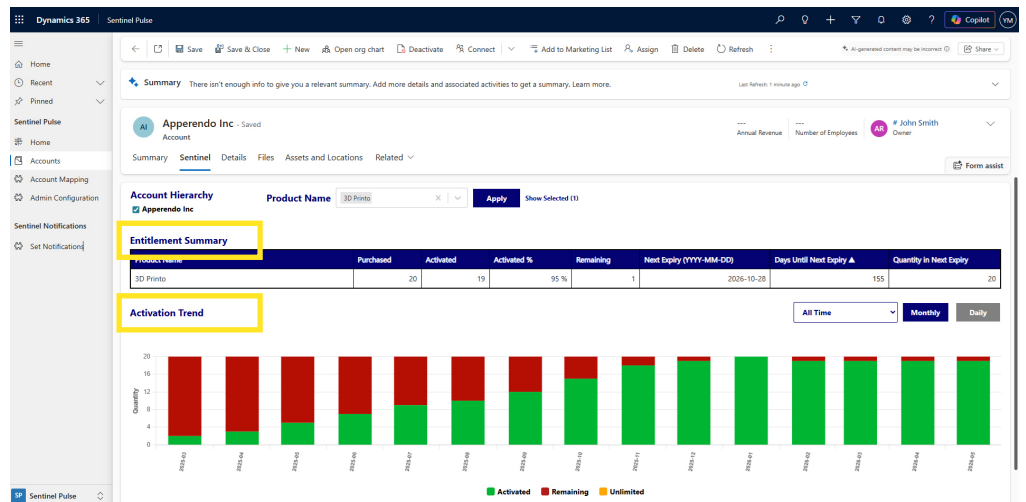 Dynamics 365 Sentinel Pulse ? Copilot YM
Home
Recent
Pinned
Sentinel Pulse
Home
Accounts
Account Mapping
Admin Configuration
Sentinel Notifications
Set Notifications
SP Sentinel Pulse
Save Save & Close New Open org chart Deactivate Connect Add to Marketing List Assign Delete Refresh AI-generated content may be incorrect Share
Summary There isn't enough info to give you a relevant summary. Add more details and associated activities to get a summary. Learn more. Last Refresh: 1 minute ago
AI Apperendo Inc - Saved
Account
--- Annual Revenue
--- Number of Employees
AR # John Smith
Owner
Summary Sentinel Details Files Assets and Locations Related
Form assist
Account Hierarchy
Apperendo Inc
Product Name 3D Printo Apply Show Selected (1)
Entitlement Summary
Product Name Purchased Activated Activated % Remaining Next Expiry (YYYY-MM-DD) Days Until Next Expiry ▲ Quantity in Next Expiry
3D Printo 20 19 95 % 1 2026-10-28 155 20
Activation Trend
All Time Monthly Daily
Quantity
20
16
12
8
4
0
2025-03 2025-04 2025-05 2025-06 2025-07 2025-08 2025-09 2025-10 2025-11 2025-12 2026-01 2026-02 2026-03 2026-04 2026-05
Activated Remaining Unlimited